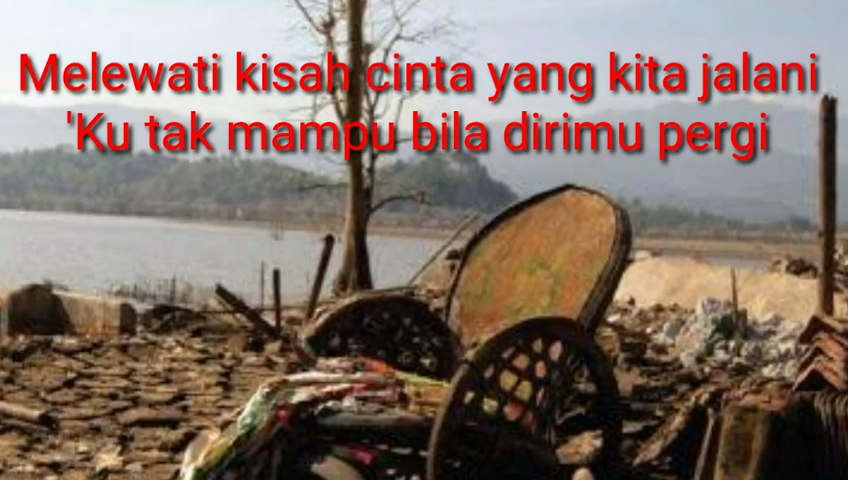 Melewati kisah cinta yang kita jalani
'Ku tak mampu bila dirimu pergi